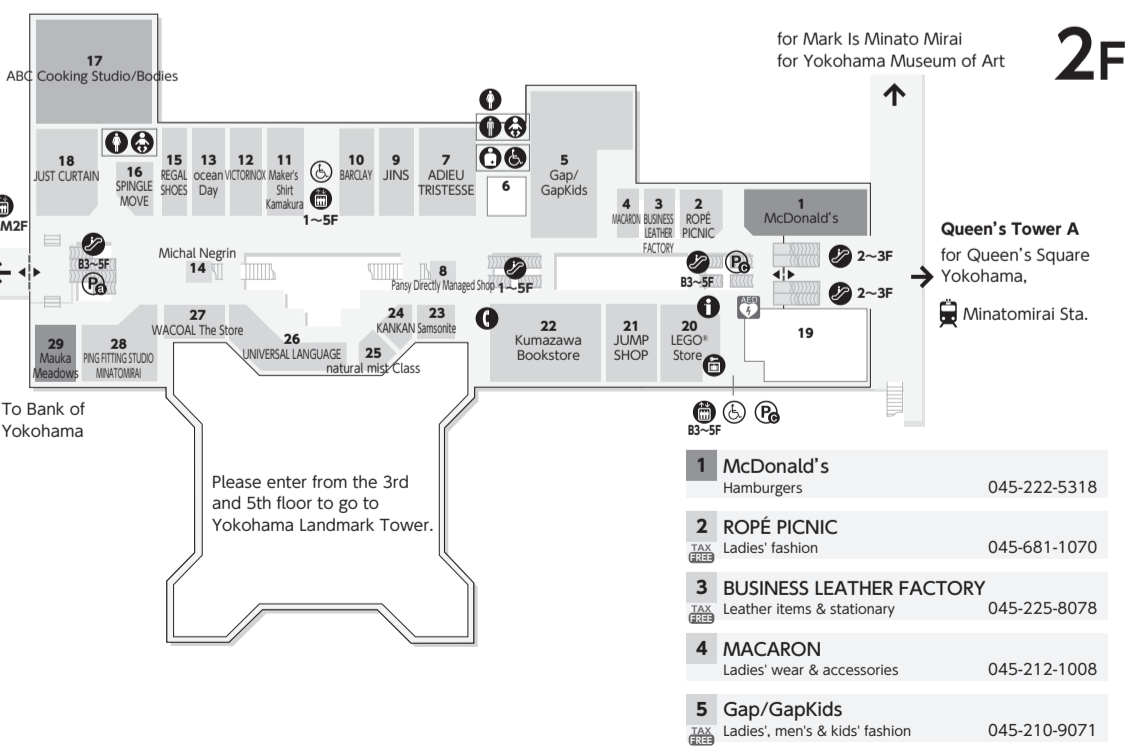 for Mark Is Minato Mirai
for Yokohama Museum of Art
2F
17
ABC Cooking Studio/Bodies
18
JUST CURTAIN
16
SPINGLE
MOVE
15
REGAL
SHOES
13
ocean
Day
12
VICTORINOX
11
Maker's
Shirt
Kamakura
1～5F
10
BARCLAY
9
JINS
7
ADIEU
TRISTESSE
6
5
Gap/
GapKids
4
MACARON
3
BUSINESS
LEATHER
FACTORY
2
ROPÉ
PICNIC
1
McDonald's
M2F
B3～5F
Pa
Michal Negrin
14
8
Pansy Directly Managed Shop
1～5F
B3～5F
Pc
2～3F
2～3F
Queen's Tower A
for Queen's Square
Yokohama,
Minatomirai Sta.
29
Mauka
Meadows
28
PING FITTING STUDIO
MINATOMIRAI
27
WACOAL The Store
26
UNIVERSAL LANGUAGE
25
natural mist Class
24
KANKAN
23
Samsonite
22
Kumazawa
Bookstore
21
JUMP
SHOP
20
LEGO®
Store
AED
19
To Bank of
Yokohama
B3～5F
Pc
Please enter from the 3rd
and 5th floor to go to
Yokohama Landmark Tower.
1 McDonald's
Hamburgers 045-222-5318
2 ROPÉ PICNIC
TAX FREE Ladies' fashion 045-681-1070
3 BUSINESS LEATHER FACTORY
TAX FREE Leather items & stationary 045-225-8078
4 MACARON
Ladies' wear & accessories 045-212-1008
5 Gap/GapKids
TAX FREE Ladies', men's & kids' fashion 045-210-9071